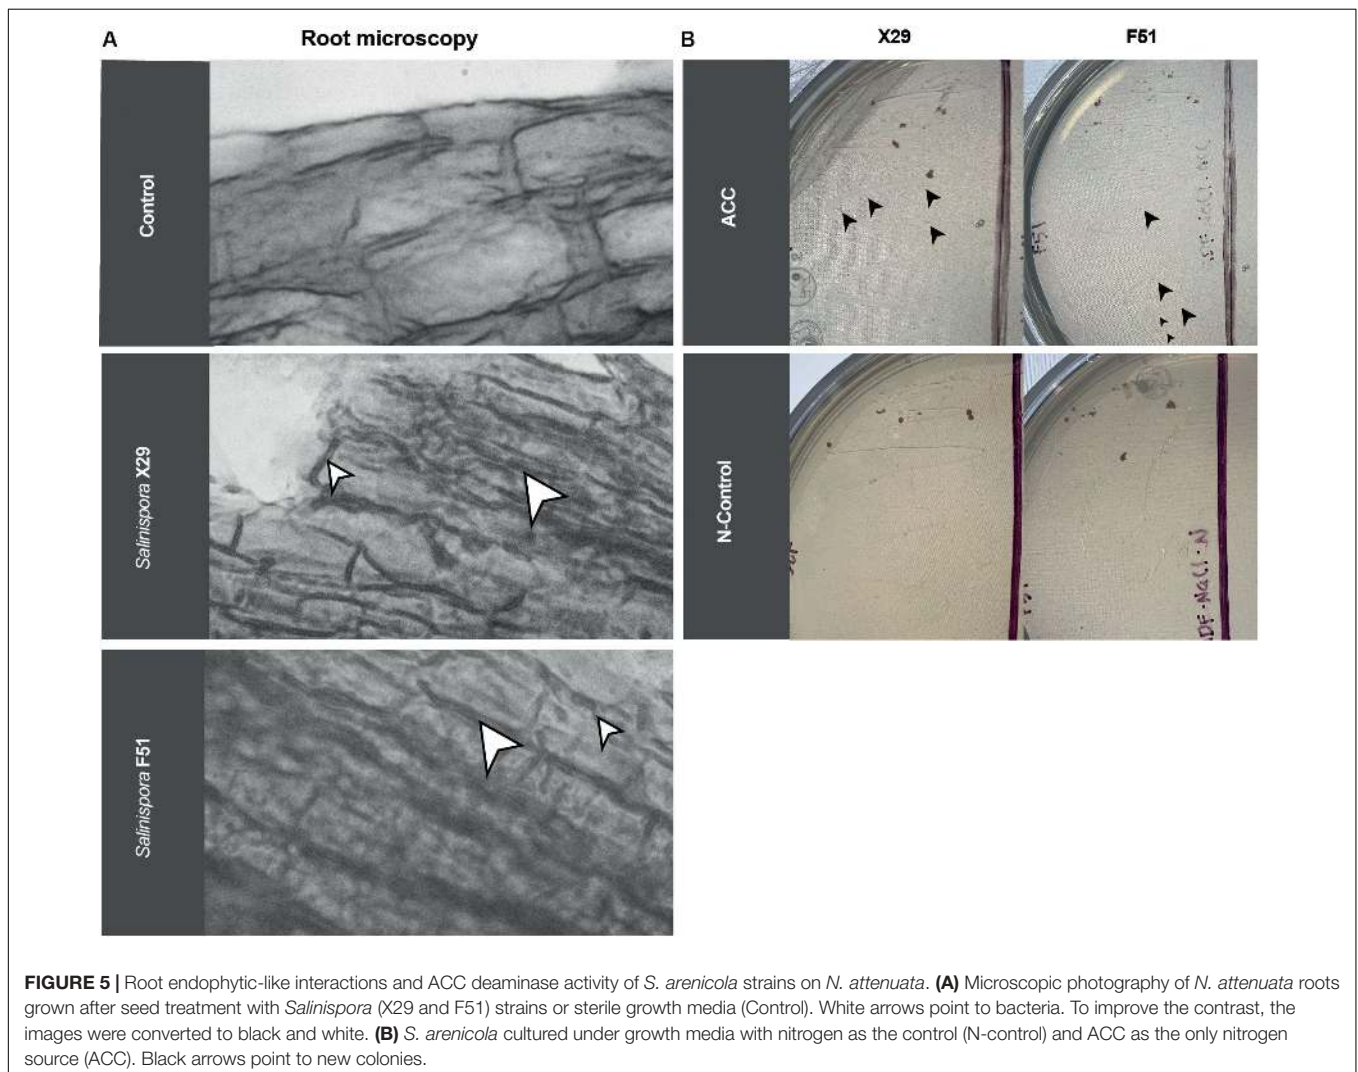 A
Root microscopy
B
X29
F51
Control
ACC
F51
Salinispora X29
N-Control
Salinispora F51
FIGURE 5 | Root endophytic-like interactions and ACC deaminase activity of S. arenicola strains on N. attenuata. (A) Microscopic photography of N. attenuata roots
grown after seed treatment with Salinispora (X29 and F51) strains or sterile growth media (Control). White arrows point to bacteria. To improve the contrast, the
images were converted to black and white. (B) S. arenicola cultured under growth media with nitrogen as the control (N-control) and ACC as the only nitrogen
source (ACC). Black arrows point to new colonies.